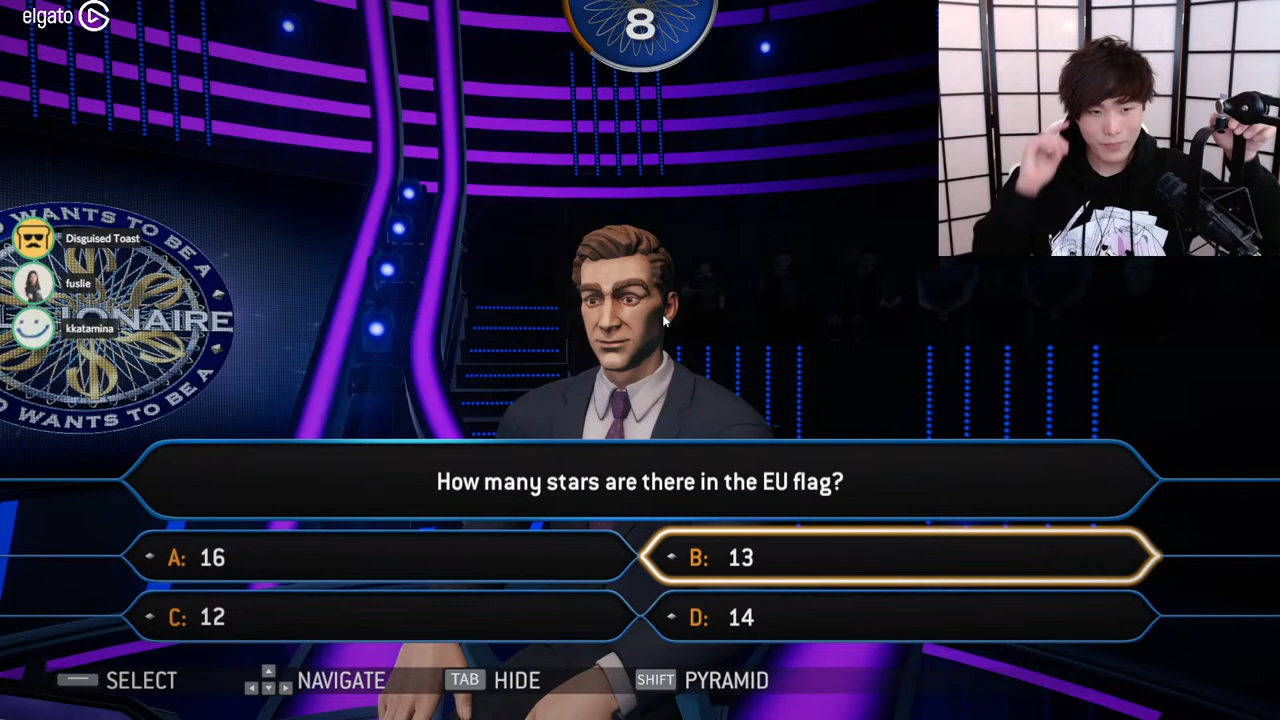 elgato
8
WANTS TO BE A
Disguised Toast
fuslie
kkatamina
IONAIRE
WANTS TO BE A
How many stars are there in the EU flag?
A: 16
B: 13
C: 12
D: 14
SELECT
NAVIGATE
TAB HIDE
SHIFT PYRAMID